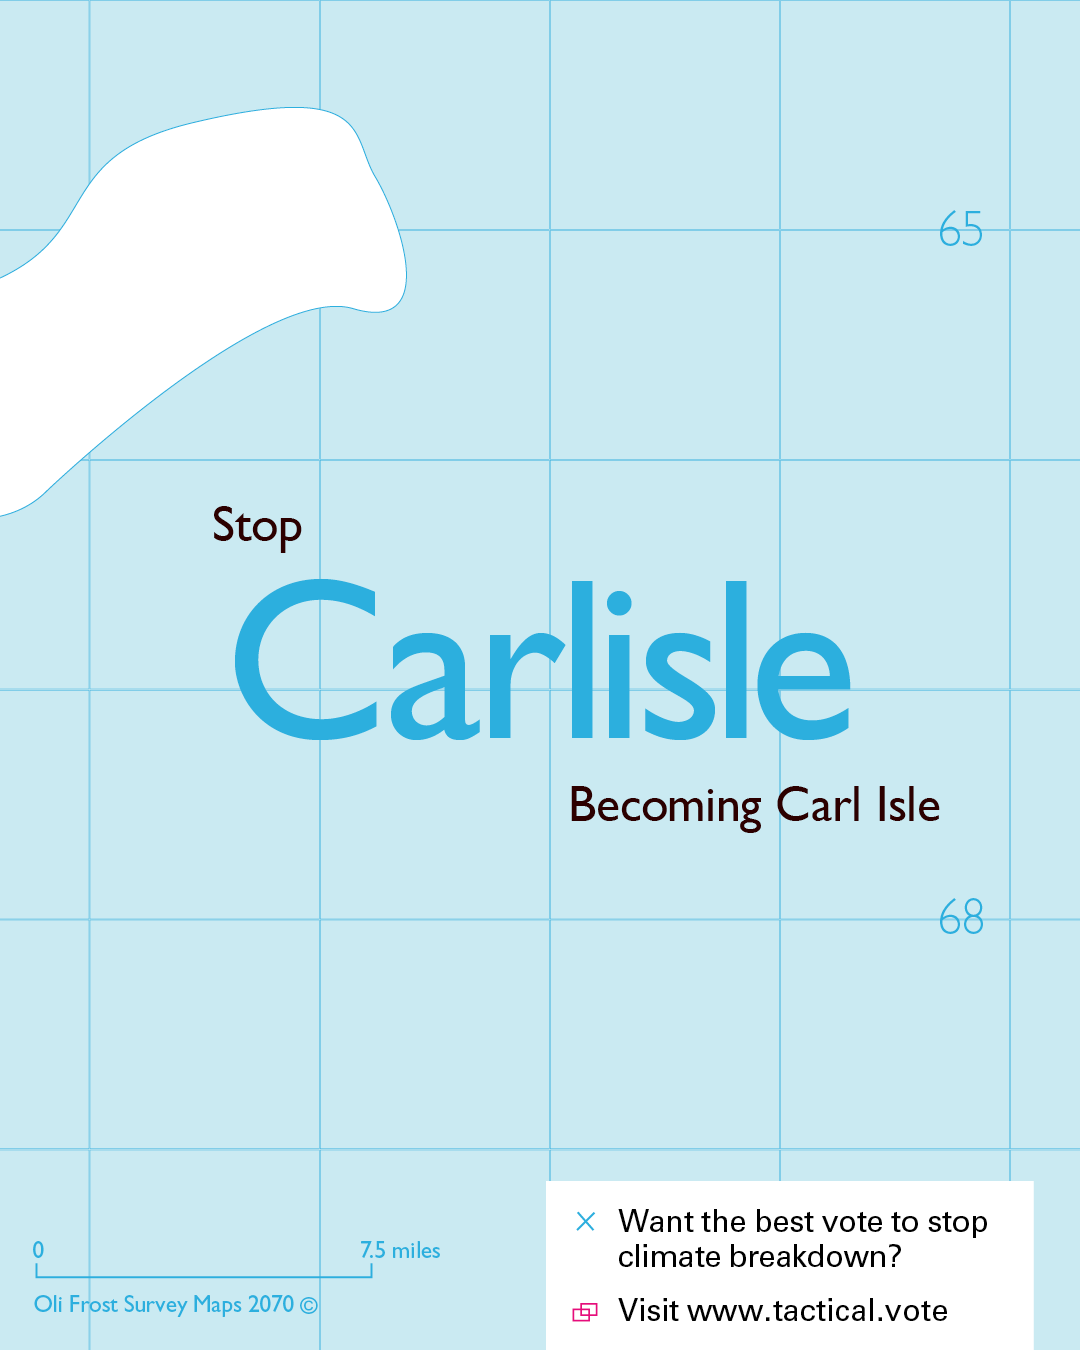 65
Stop
Carlisle
Becoming Carl Isle
68
Want the best vote to stop
climate breakdown?
Visit www.tactical.vote
0 7.5 miles
Oli Frost Survey Maps 2070 ©